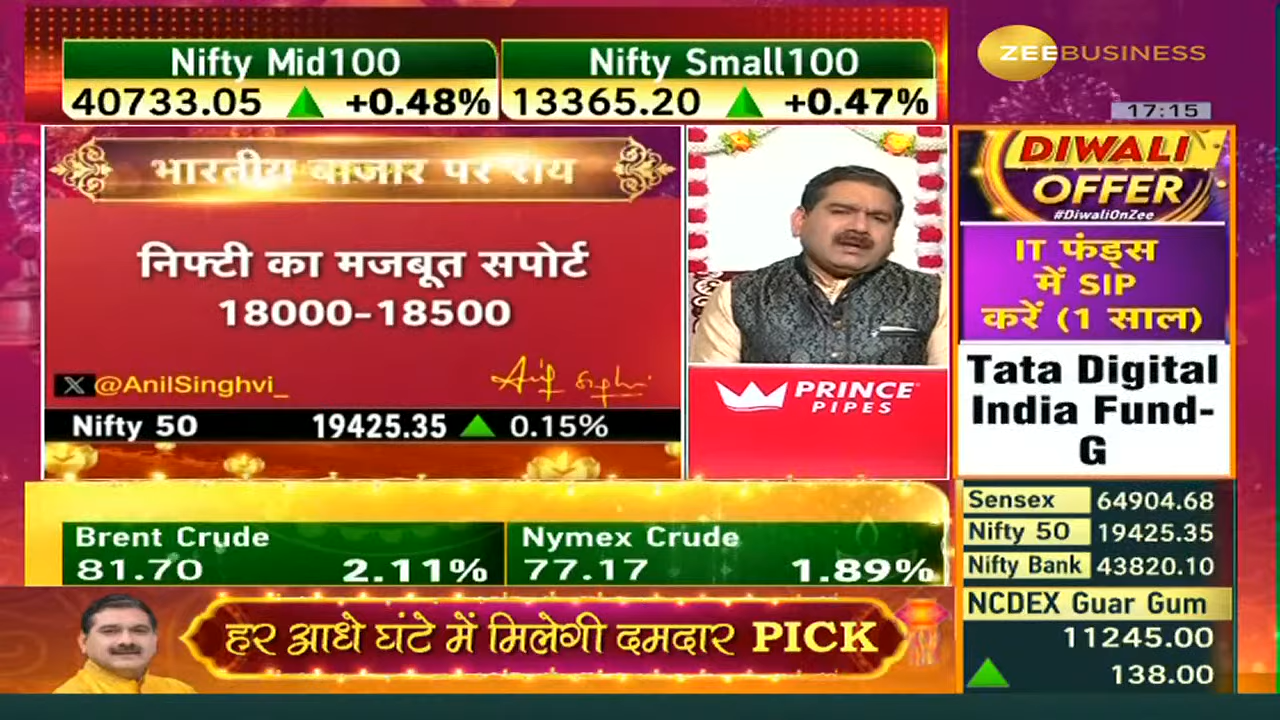 Nifty Mid100
40733.05 +0.48%
Nifty Small100
13365.20 +0.47%
ZEEBUSINESS
17:15
भारतीय बाजार पर राय
निफ्टी का मजबूत सपोर्ट
18000-18500
X @AnilSinghvi_
Anil Singhvi
Nifty 50 19425.35 0.15%
PRINCE
PIPES
DIWALI
OFFER
#DiwaliOnZee
IT फंड्स
में SIP
करें (1 साल)
Tata Digital
India Fund-
G
Brent Crude
81.70 2.11%
Nymex Crude
77.17 1.89%
Sensex 64904.68
Nifty 50 19425.35
Nifty Bank 43820.10
NCDEX Guar Gum
11245.00
138.00
हर आधे घंटे में मिलेगी दमदार PICK